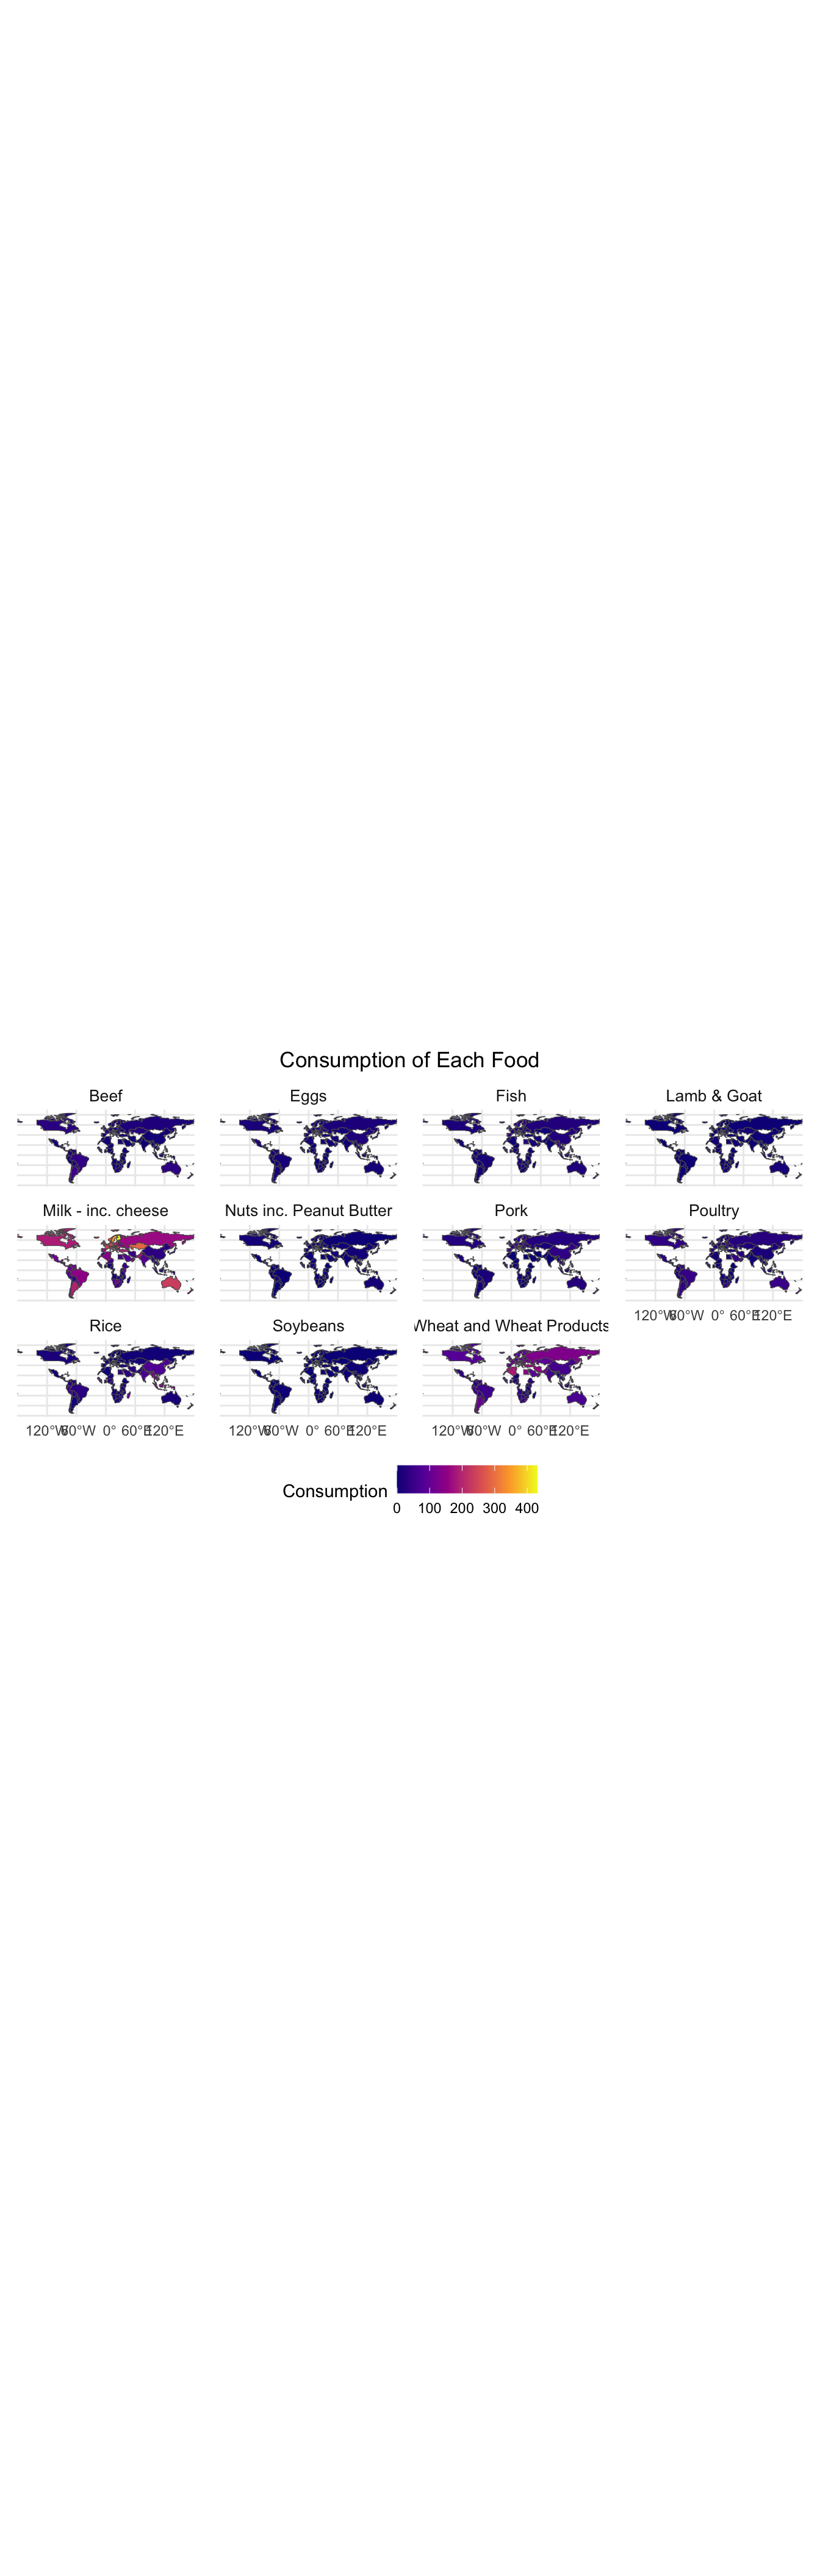 Consumption of Each Food
Beef Eggs Fish Lamb & Goat
Milk - inc. cheese Nuts inc. Peanut Butter Pork Poultry
120°W 60°W 0° 60°E 120°E
Rice Soybeans Wheat and Wheat Products
120°W 60°W 0° 60°E 120°E 120°W 60°W 0° 60°E 120°E 120°W 60°W 0° 60°E 120°E
Consumption
0 100 200 300 400